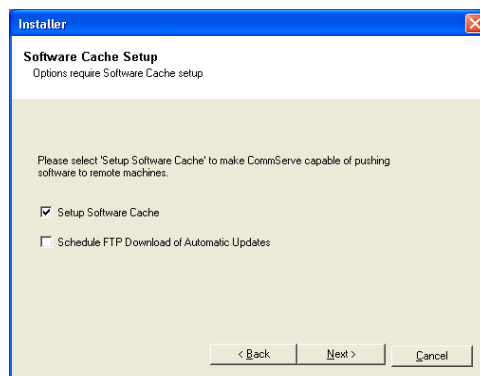 Installer
Software Cache Setup
Options require Software Cache setup
Please select 'Setup Software Cache' to make CommServe capable of pushing
software to remote machines.
Setup Software Cache
Schedule FTP Download of Automatic Updates
< Back
Next >
Cancel